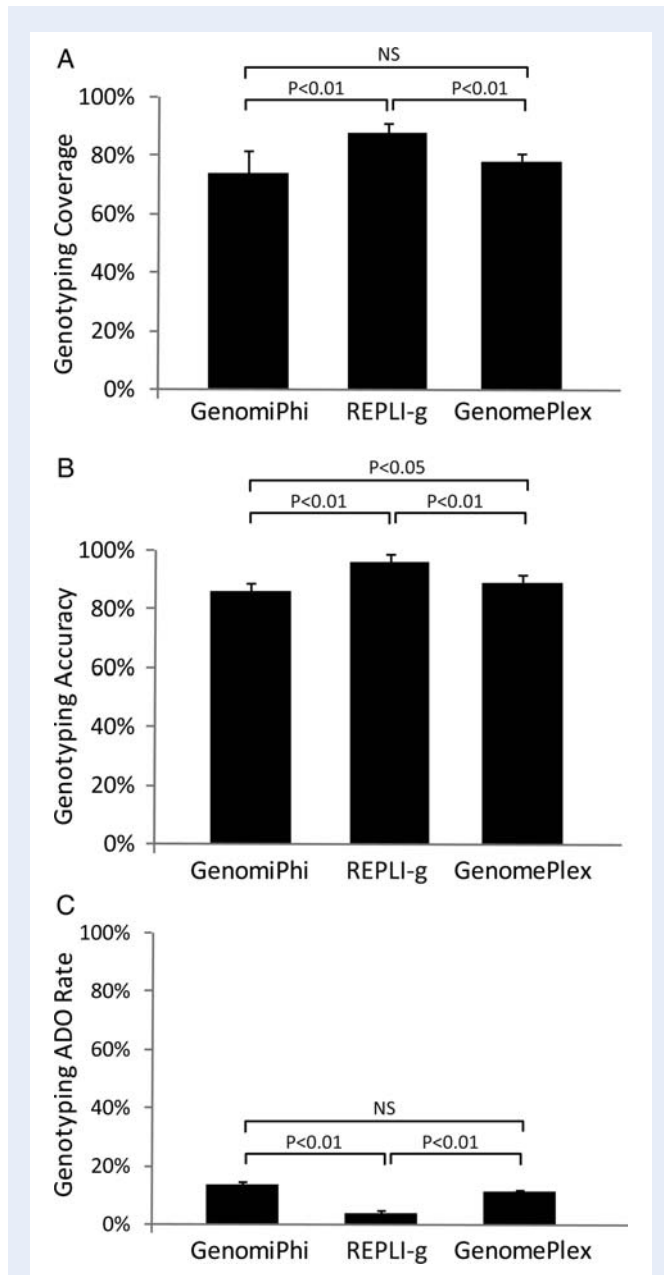 A
NS
P<0.01 P<0.01
100%
80%
60%
40%
20%
0%
Genotyping Coverage
GenomiPhi REPLI-g GenomePlex
B
P<0.05
P<0.01 P<0.01
100%
80%
60%
40%
20%
0%
Genotyping Accuracy
GenomiPhi REPLI-g GenomePlex
C
100%
80%
60%
40%
20%
0%
Genotyping ADO Rate
NS
P<0.01 P<0.01
GenomiPhi REPLI-g GenomePlex